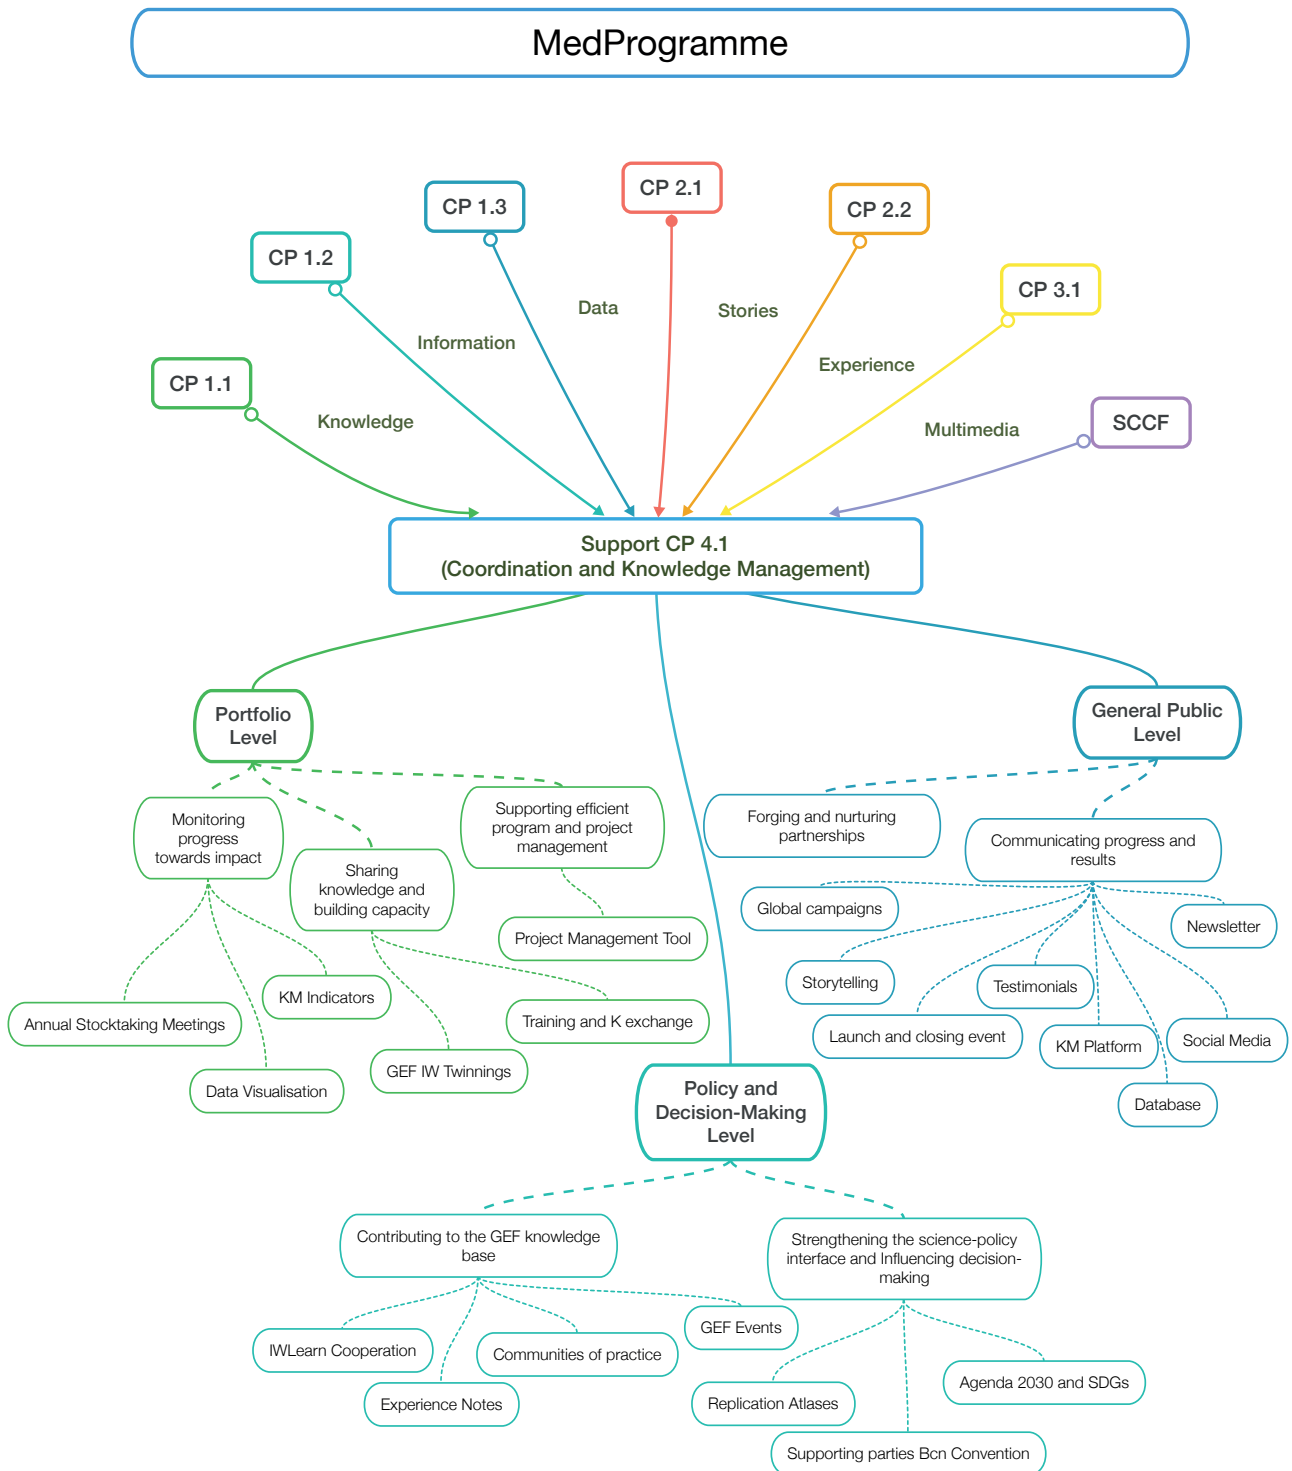 MedProgramme
CP 2.1
CP 1.3
CP 2.2
CP 1.2
CP 3.1
Data
Stories
Information
Experience
CP 1.1
Knowledge
Multimedia
SCCF
Support CP 4.1
(Coordination and Knowledge Management)
Portfolio
Level
Monitoring
progress
towards impact
Sharing
knowledge and
building capacity
Supporting efficient
program and project
management
Project Management Tool
KM Indicators
Annual Stocktaking Meetings
Training and K exchange
GEF IW Twinnings
Data Visualisation
General Public
Level
Forging and nurturing
partnerships
Communicating progress and
results
Global campaigns
Newsletter
Storytelling
Testimonials
Launch and closing event
KM Platform
Social Media
Database
Policy and
Decision-Making
Level
Contributing to the GEF knowledge
base
Strengthening the science-policy
interface and Influencing decision-
making
GEF Events
IWLearn Cooperation
Communities of practice
Experience Notes
Agenda 2030 and SDGs
Replication Atlases
Supporting parties Bcn Convention